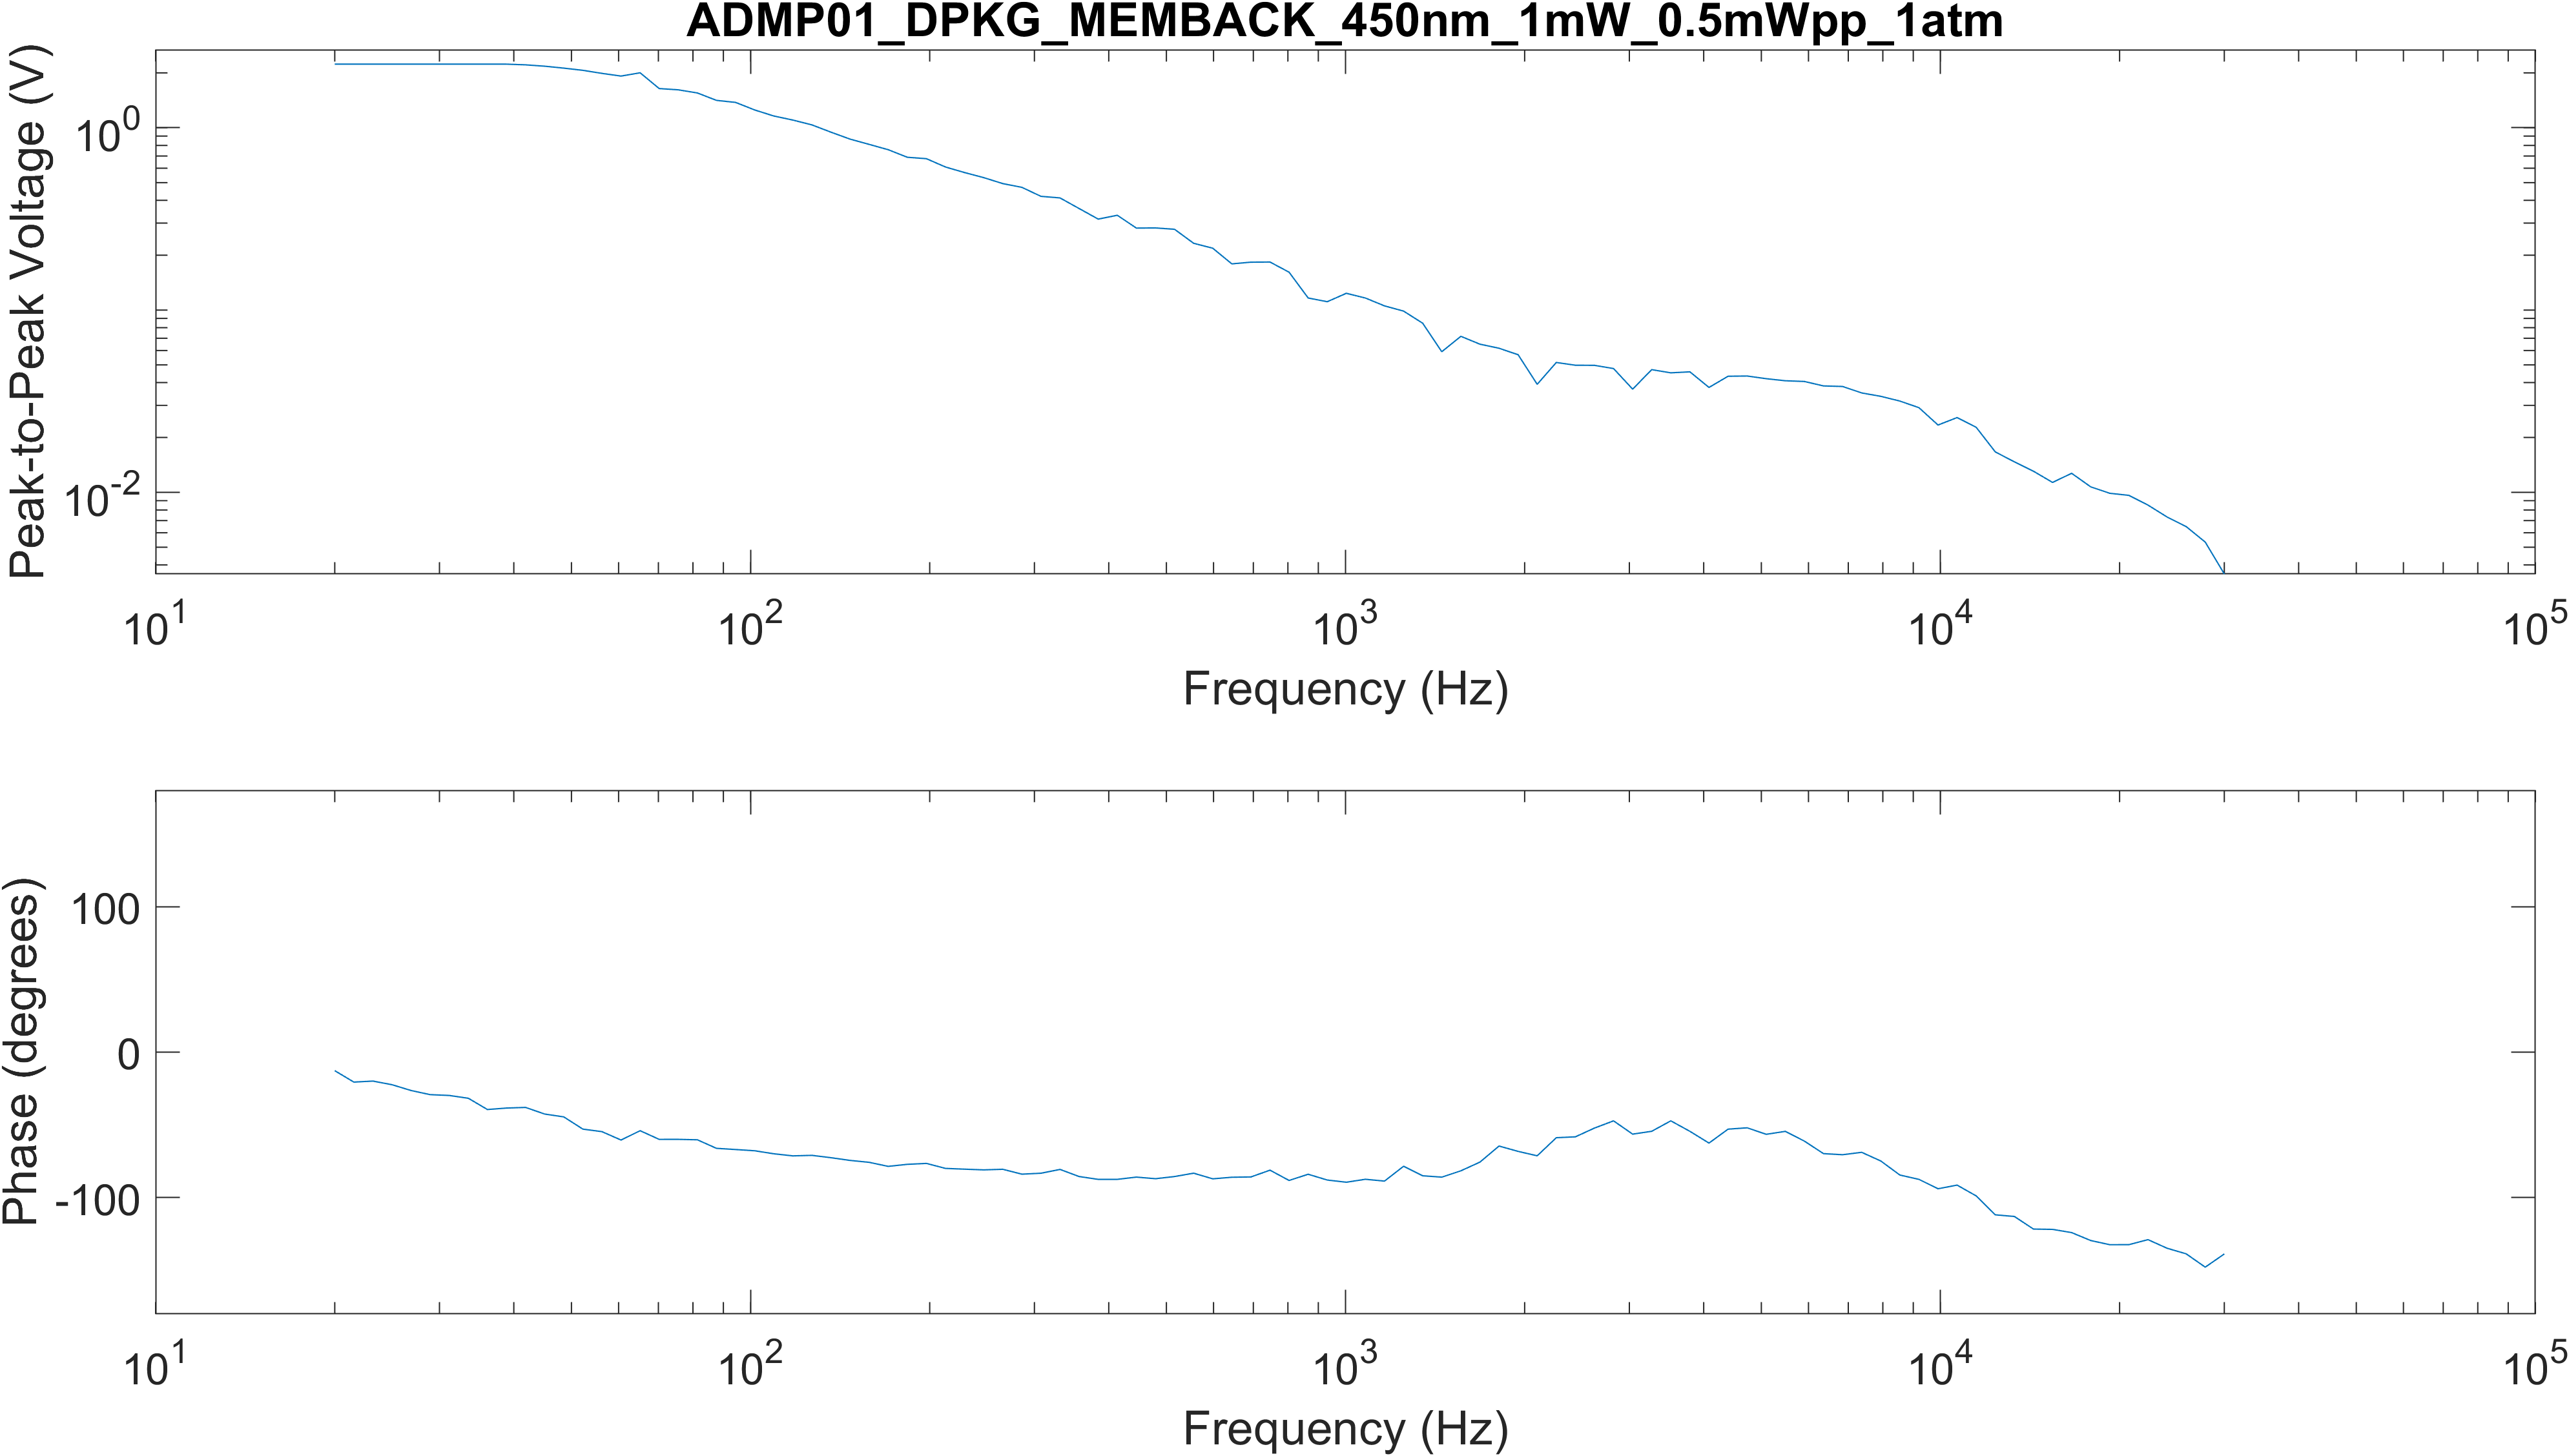 ADMP01_DPKG_MEMBACK_450nm_1mW_0.5mWpp_1atm
Peak-to-Peak Voltage (V)
10^0
10^-2
10^1 10^2 10^3 10^4 10^5
Frequency (Hz)
Phase (degrees)
100
0
-100
10^1 10^2 10^3 10^4 10^5
Frequency (Hz)